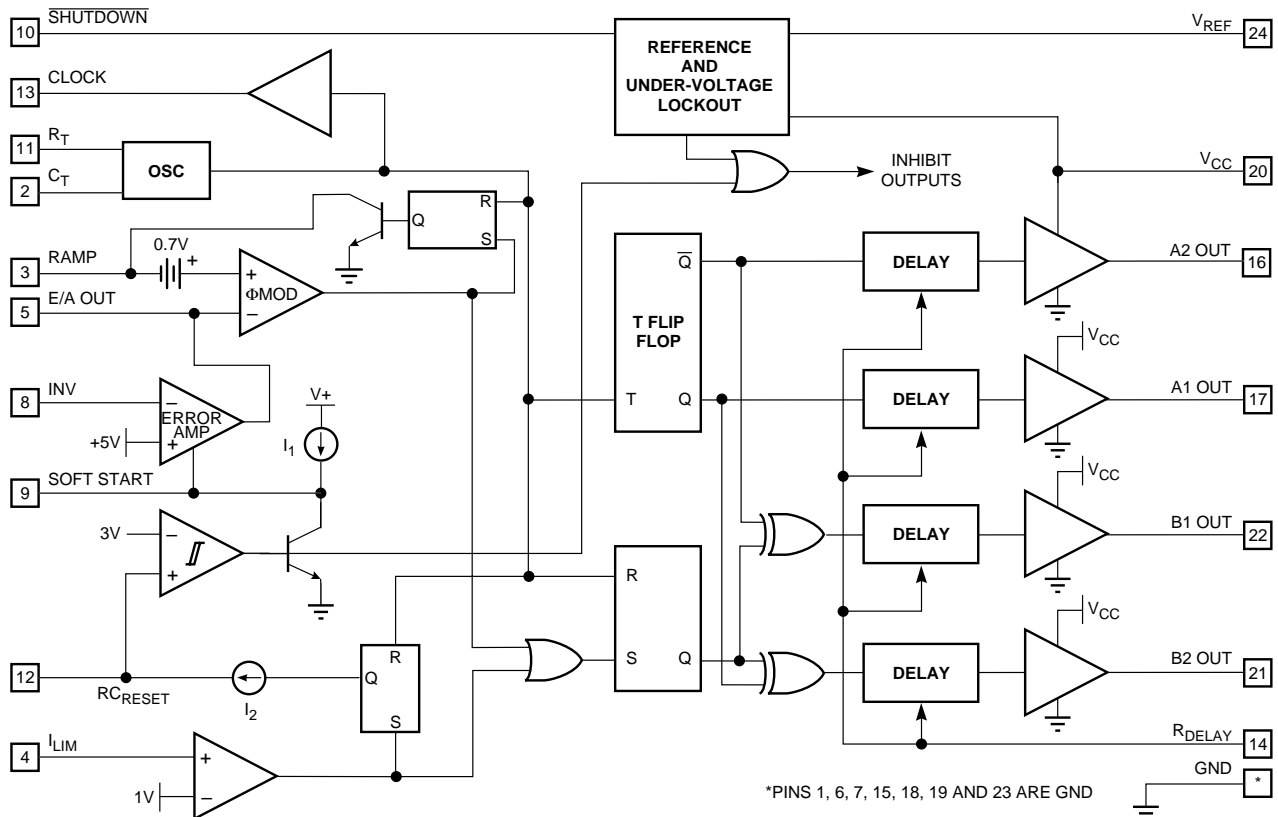 SHUTDOWN
10
REFERENCE
AND
UNDER-VOLTAGE
LOCKOUT
VREF
24
CLOCK
13
RT
11
OSC
CT
2
INHIBIT
OUTPUTS
VCC
20
Q
R
S
0.7V
+
RAMP
3
+
ΦMOD
−
E/A OUT
5
Q
T FLIP
FLOP
T
Q
DELAY
A2 OUT
16
VCC
DELAY
A1 OUT
17
INV
8
−
ERROR
AMP
+
+5V
V+
I1
SOFT START
9
VCC
DELAY
B1 OUT
22
3V
−
+
R
S
Q
VCC
DELAY
B2 OUT
21
12
RCRESET
I2
Q
R
S
ILIM
4
+
−
1V
RDELAY
14
GND
*
*PINS 1, 6, 7, 15, 18, 19 AND 23 ARE GND